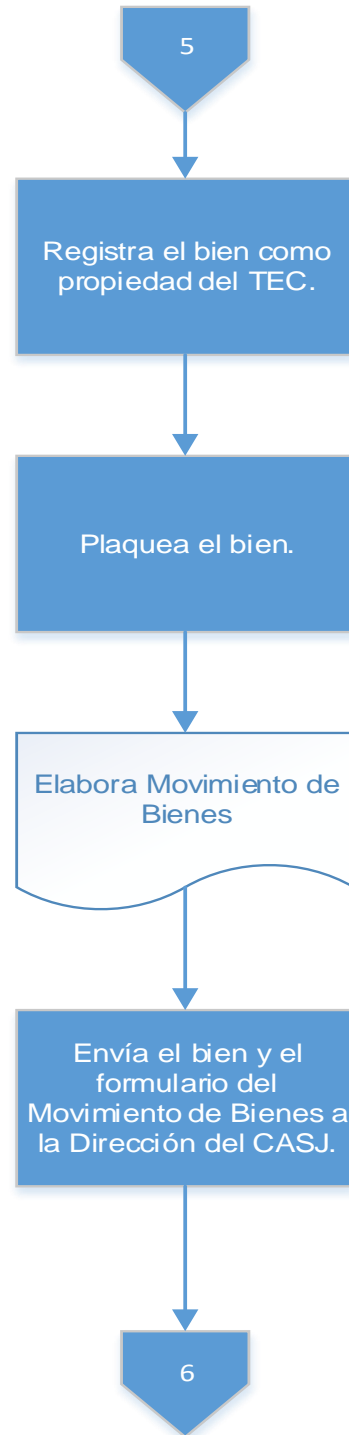 5
Registra el bien como
propiedad del TEC.
Plaquea el bien.
Elabora Movimiento de
Bienes
Envía el bien y el
formulario del
Movimiento de Bienes a
la Dirección del CASJ.
6